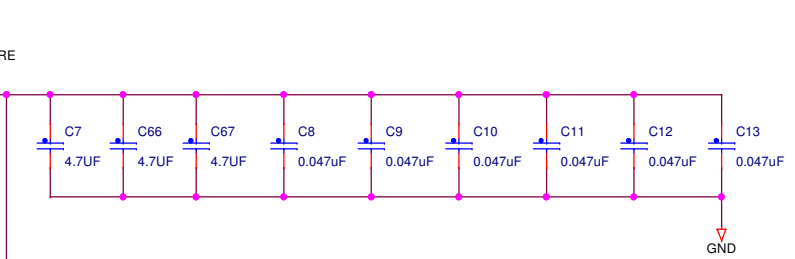 RE
C7 C66 C67 C8 C9 C10 C11 C12 C13
4.7UF 4.7UF 4.7UF 0.047uF 0.047uF 0.047uF 0.047uF 0.047uF 0.047uF
GND